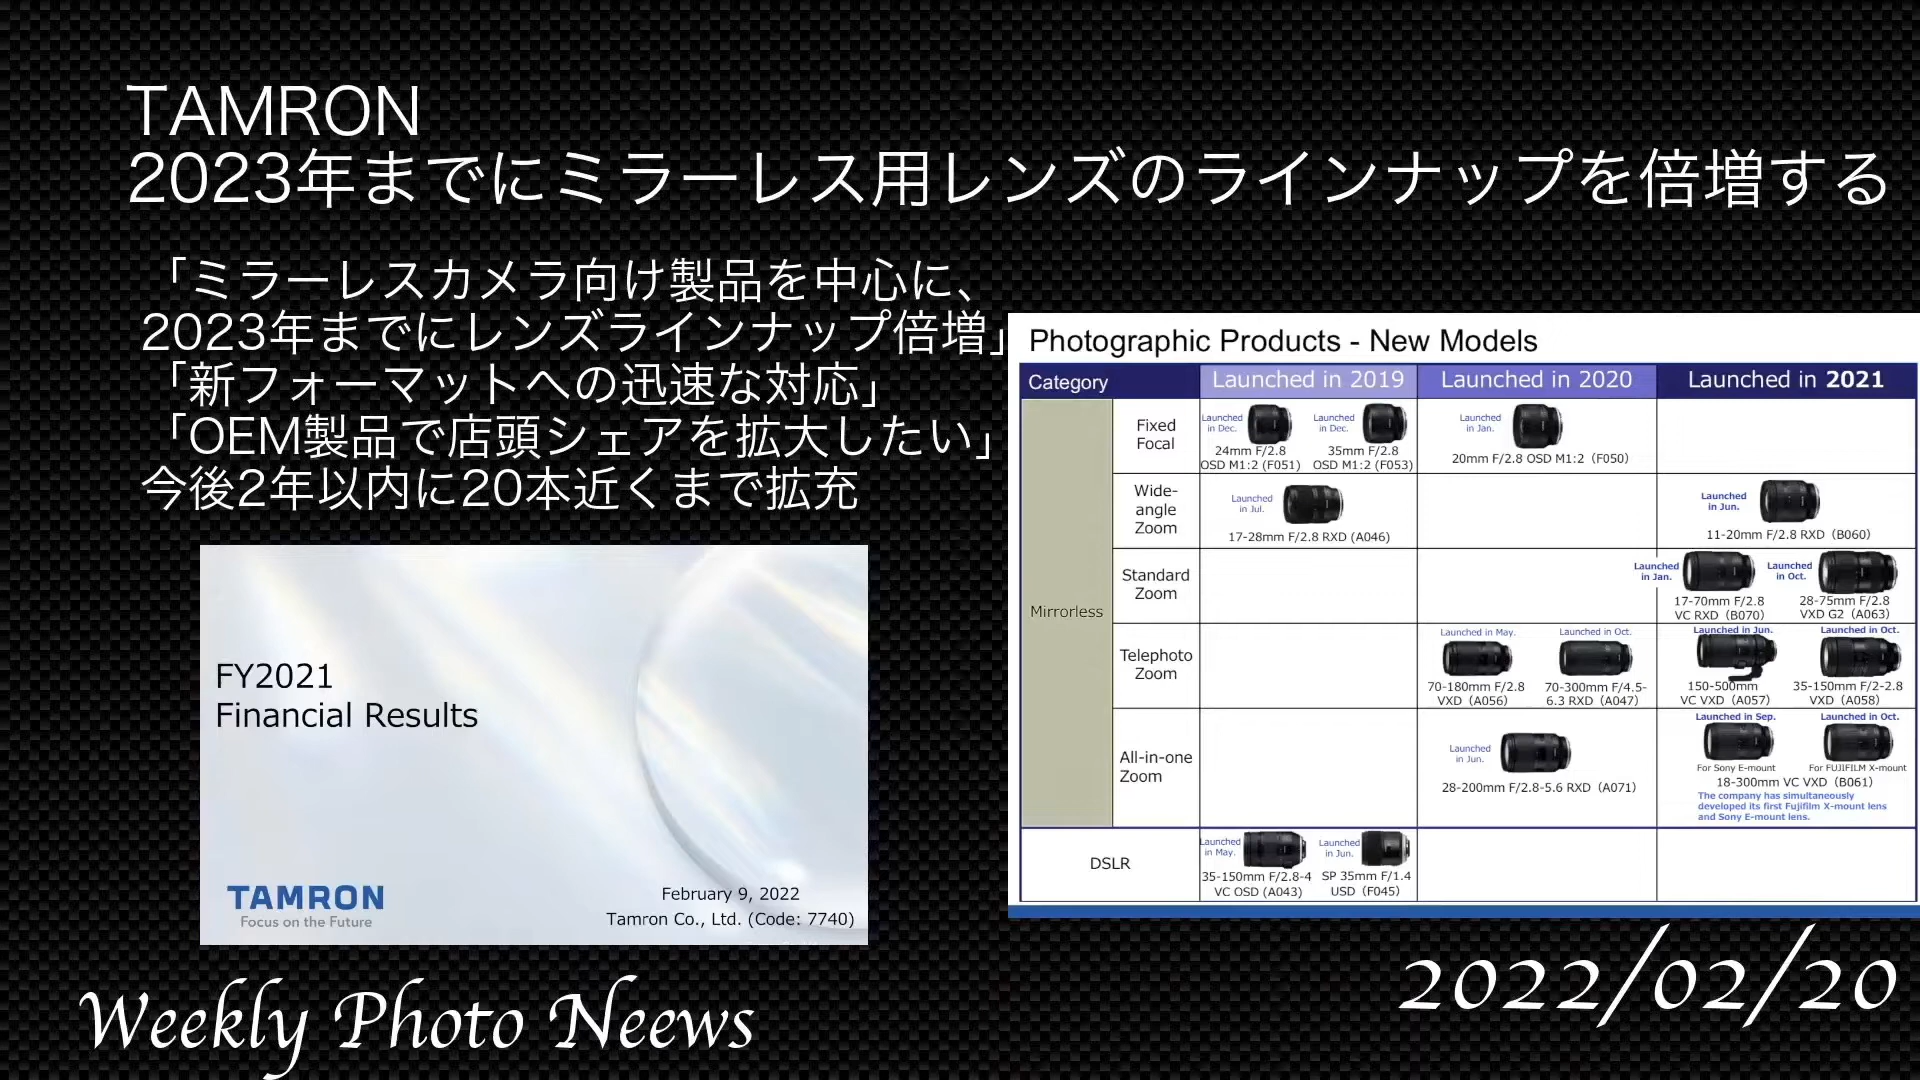 TAMRON
2023年までにミラーレス用レンズのラインナップを倍増する
「ミラーレスカメラ向け製品を中心に、
2023年までにレンズラインナップ倍増」
「新フォーマットへの迅速な対応」
「OEM製品で店頭シェアを拡大したい」
今後2年以内に20本近くまで拡充
FY2021
Financial Results
TAMRON
Focus on the Future
February 9, 2022
Tamron Co., Ltd. (Code: 7740)
Photographic Products - New Models
Category
Launched in 2019
Launched in 2020
Launched in 2021
Mirrorless
Fixed
Focal
Launched
in Dec.
24mm F/2.8
OSD M1:2 (F051)
Launched
in Dec.
35mm F/2.8
OSD M1:2 (F053)
Launched
in Jan.
20mm F/2.8 OSD M1:2（F050）
Wide-
angle
Zoom
Launched
in Jul.
17-28mm F/2.8 RXD (A046)
Launched
in Jun.
11-20mm F/2.8 RXD（B060）
Standard
Zoom
Launched
in Jan.
17-70mm F/2.8
VC RXD（B070）
Launched
in Oct.
28-75mm F/2.8
VXD G2（A063）
Telephoto
Zoom
Launched in May.
70-180mm F/2.8
VXD（A056）
Launched in Oct.
70-300mm F/4.5-
6.3 RXD（A047）
Launched in Jun.
150-500mm
VC VXD（A057）
Launched in Oct.
35-150mm F/2-2.8
VXD（A058）
All-in-one
Zoom
Launched
in Jun.
28-200mm F/2.8-5.6 RXD（A071）
Launched in Sep.
For Sony E-mount
Launched in Oct.
For FUJIFILM X-mount
18-300mm VC VXD（B061）
The company has simultaneously
developed its first Fujifilm X-mount lens
and Sony E-mount lens.
DSLR
Launched
in May.
35-150mm F/2.8-4
VC OSD (A043)
Launched
in Jun.
SP 35mm F/1.4
USD（F045）
Weekly Photo Neews
2022/02/20